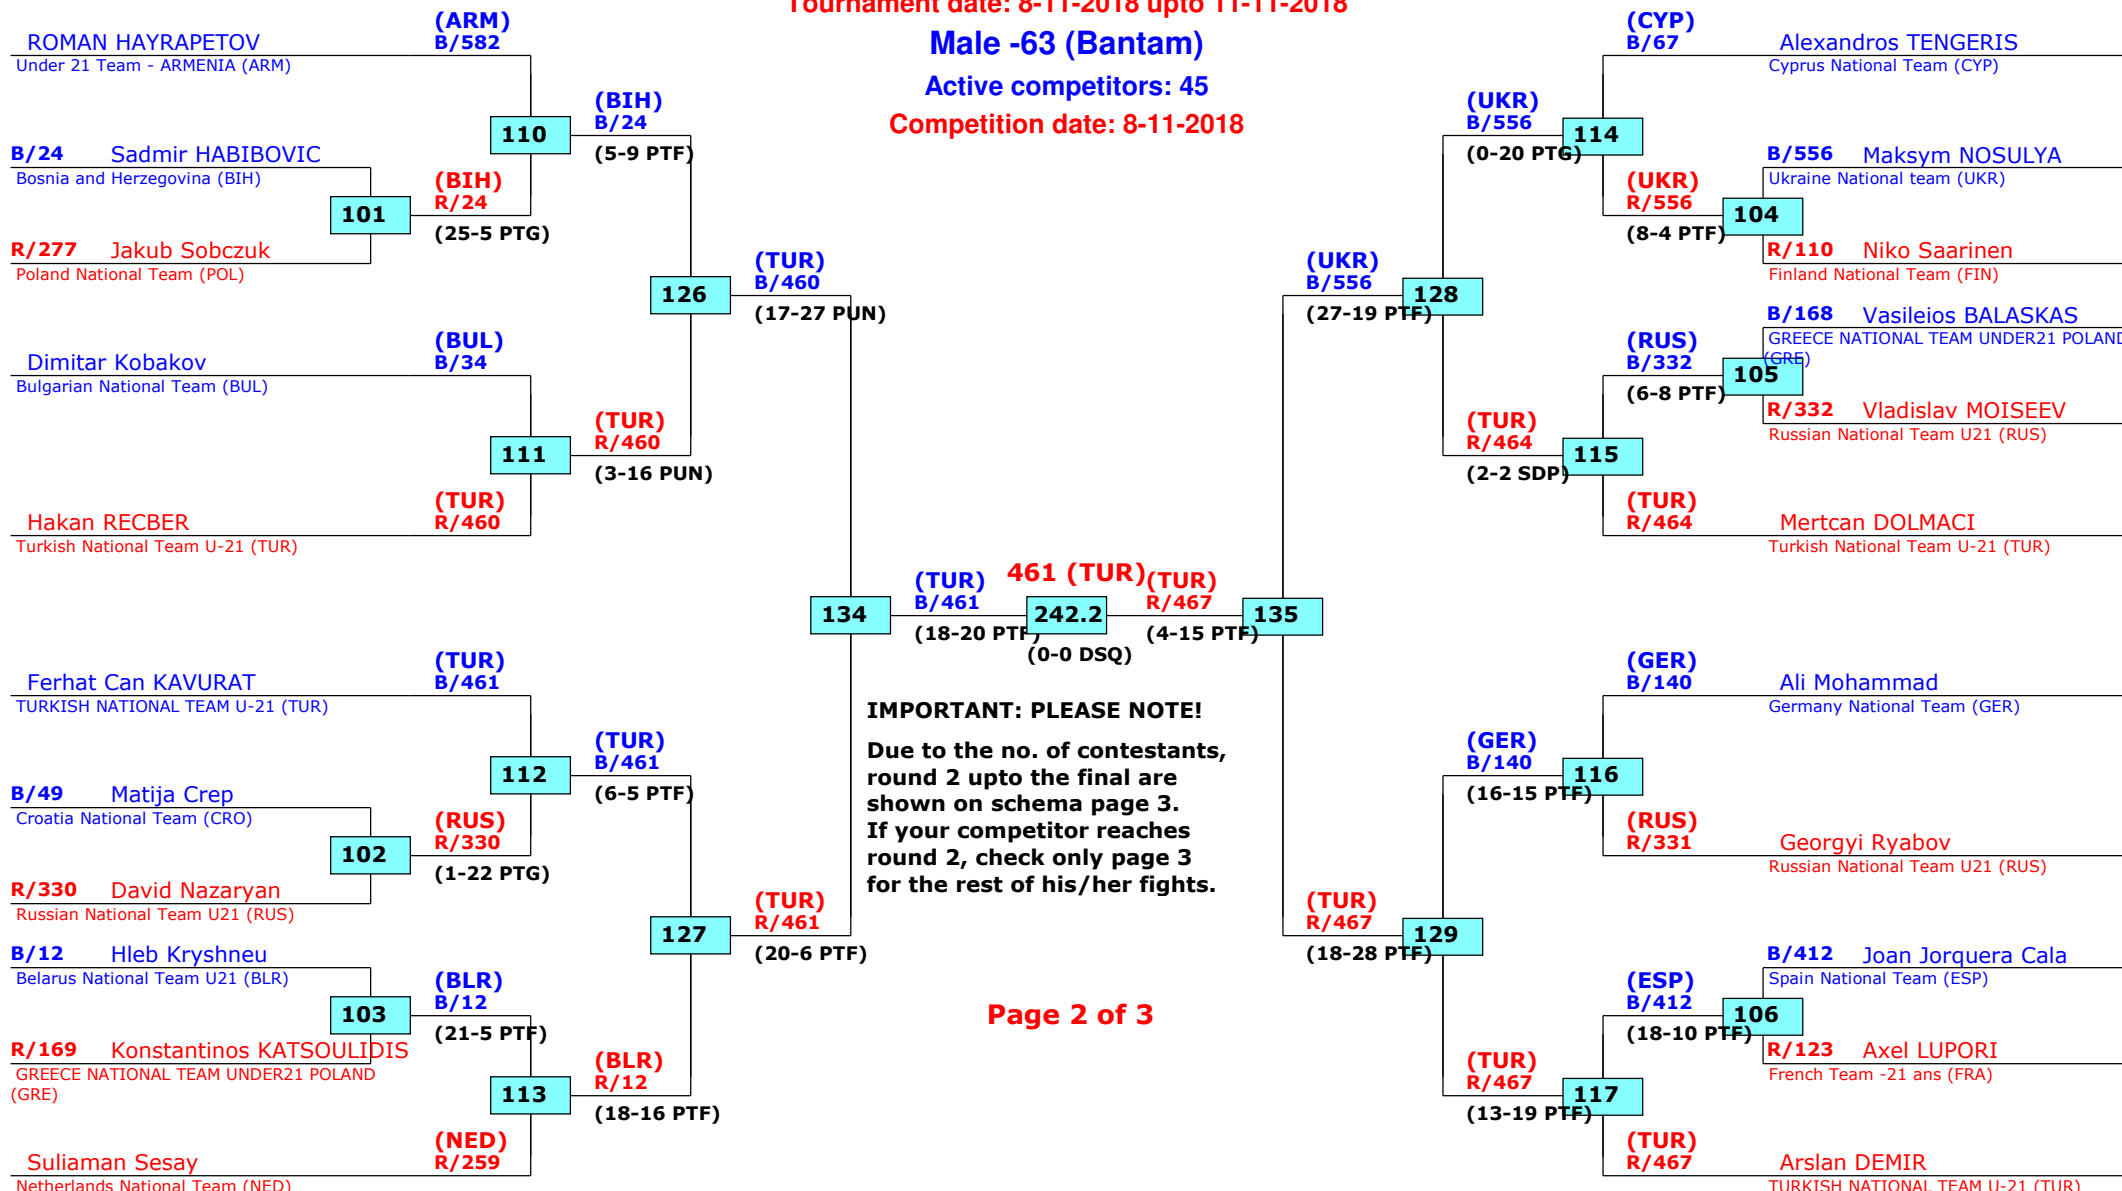 Tournament date: 8-11-2018 upto 11-11-2018
Male -63 (Bantam)
Active competitors: 45
Competition date: 8-11-2018
ROMAN HAYRAPETOV
Under 21 Team - ARMENIA (ARM)
(ARM)
B/582
B/24 Sadmir HABIBOVIC
Bosnia and Herzegovina (BIH)
101
R/277 Jakub Sobczuk
Poland National Team (POL)
(BIH)
R/24
(25-5 PTG)
110
(BIH)
B/24
(5-9 PTF)
Dimitar Kobakov
Bulgarian National Team (BUL)
(BUL)
B/34
111
Hakan RECBER
Turkish National Team U-21 (TUR)
(TUR)
R/460
(TUR)
R/460
(3-16 PUN)
126
(TUR)
B/460
(17-27 PUN)
Ferhat Can KAVURAT
TURKISH NATIONAL TEAM U-21 (TUR)
(TUR)
B/461
B/49 Matija Crep
Croatia National Team (CRO)
102
R/330 David Nazaryan
Russian National Team U21 (RUS)
(RUS)
R/330
(1-22 PTG)
112
(TUR)
B/461
(6-5 PTF)
B/12 Hleb Kryshneu
Belarus National Team U21 (BLR)
103
R/169 Konstantinos KATSOULIDIS
GREECE NATIONAL TEAM UNDER21 POLAND
(GRE)
(BLR)
B/12
(21-5 PTF)
113
Suliaman Sesay
Netherlands National Team (NED)
(NED)
R/259
(BLR)
R/12
(18-16 PTF)
127
(TUR)
R/461
(20-6 PTF)
134
(TUR)
B/461
(18-20 PTF)
461 (TUR)
242.2
(0-0 DSQ)
(TUR)
R/467
(4-15 PTF)
135
IMPORTANT: PLEASE NOTE!
Due to the no. of contestants,
round 2 upto the final are
shown on schema page 3.
If your competitor reaches
round 2, check only page 3
for the rest of his/her fights.
Page 2 of 3
(CYP)
B/67
Alexandros TENGERIS
Cyprus National Team (CYP)
(UKR)
B/556
(0-20 PTG)
114
B/556 Maksym NOSULYA
Ukraine National team (UKR)
(UKR)
R/556
(8-4 PTF)
104
R/110 Niko Saarinen
Finland National Team (FIN)
(UKR)
B/556
(27-19 PTF)
128
B/168 Vasileios BALASKAS
GREECE NATIONAL TEAM UNDER21 POLAND
(GRE)
(RUS)
B/332
(6-8 PTF)
105
R/332 Vladislav MOISEEV
Russian National Team U21 (RUS)
(TUR)
R/464
(2-2 SDP)
115
(TUR)
R/464
Mertcan DOLMACI
Turkish National Team U-21 (TUR)
(GER)
B/140
Ali Mohammad
Germany National Team (GER)
(GER)
B/140
(16-15 PTF)
116
(RUS)
R/331
Georgyi Ryabov
Russian National Team U21 (RUS)
(TUR)
R/467
(18-28 PTF)
129
B/412 Joan Jorquera Cala
Spain National Team (ESP)
(ESP)
B/412
(18-10 PTF)
106
R/123 Axel LUPORI
French Team -21 ans (FRA)
(TUR)
R/467
(13-19 PTF)
117
(TUR)
R/467
Arslan DEMIR
TURKISH NATIONAL TEAM U-21 (TUR)